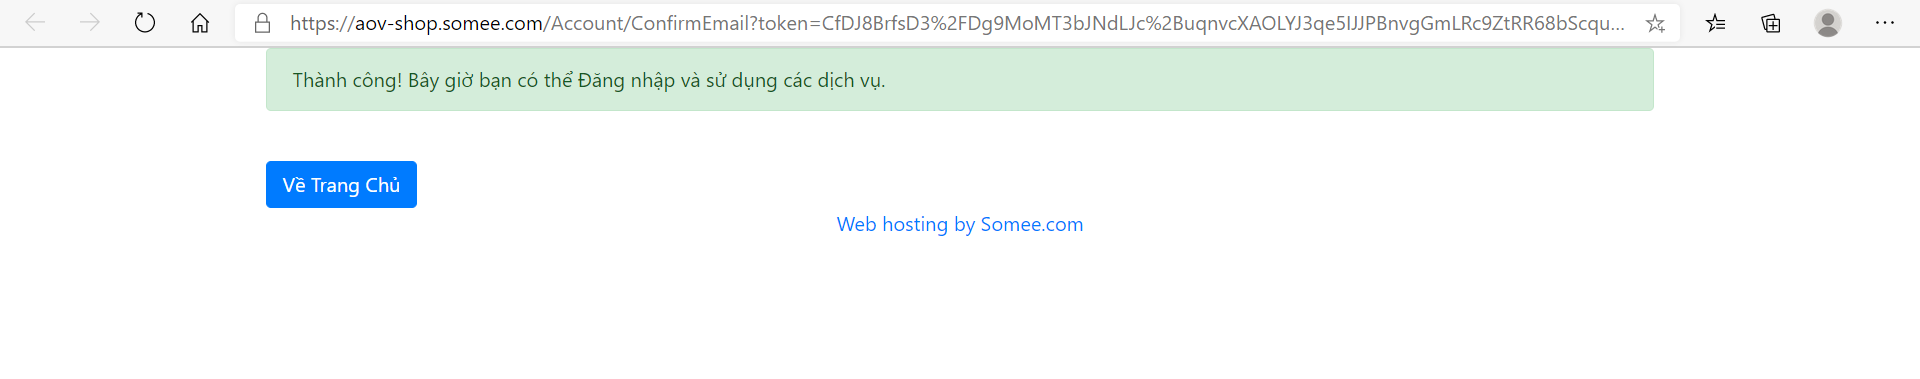 https://aov-shop.somee.com/Account/ConfirmEmail?token=CfDJ8BrfsD3%2FDg9MoMT3bJNdLJc%2BuqnvcXAOLYJ3qe5IJJPBnvgGmLRc9ZtRR68bScqu...
Thành công! Bây giờ bạn có thể Đăng nhập và sử dụng các dịch vụ.
Về Trang Chủ
Web hosting by Somee.com